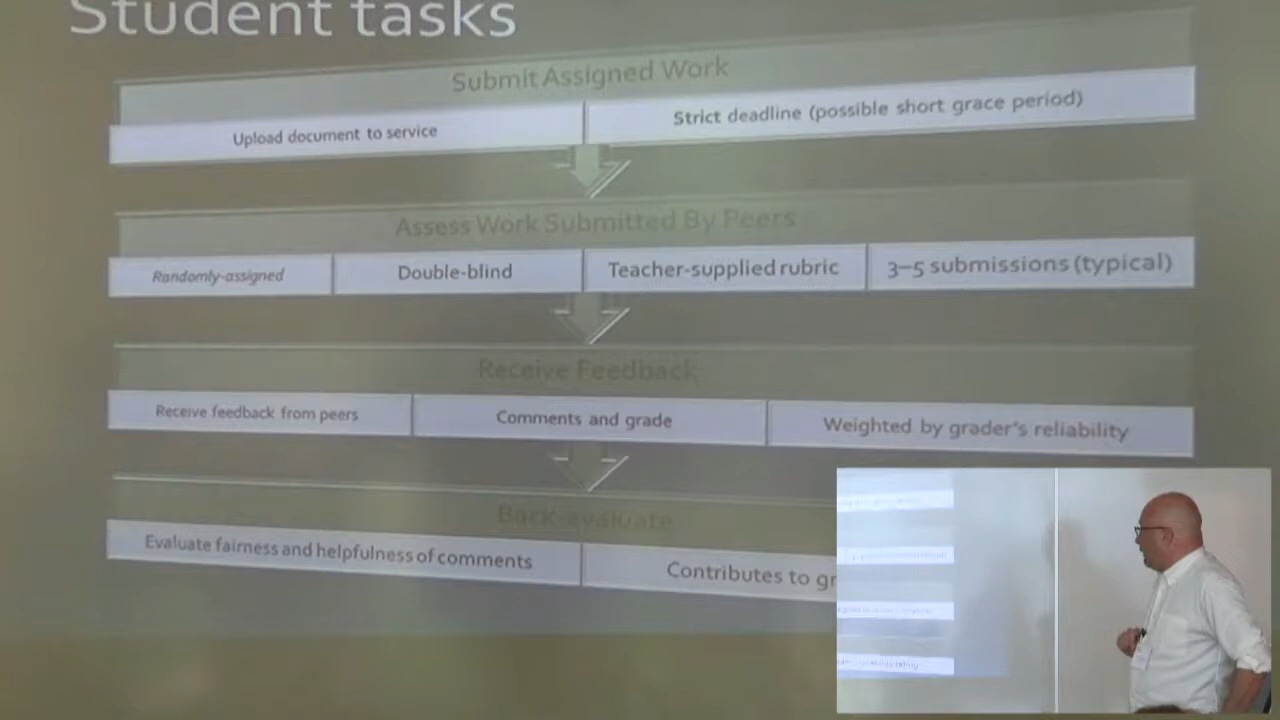 Student tasks
Submit Assigned Work
Upload document to service
Strict deadline (possible short grace period)
Assess Work Submitted By Peers
Randomly-assigned
Double-blind
Teacher-supplied rubric
3–5 submissions (typical)
Receive Feedback
Receive feedback from peers
Comments and grade
Weighted by grader's reliability
Back-evaluate
Evaluate fairness and helpfulness of comments
Contributes to